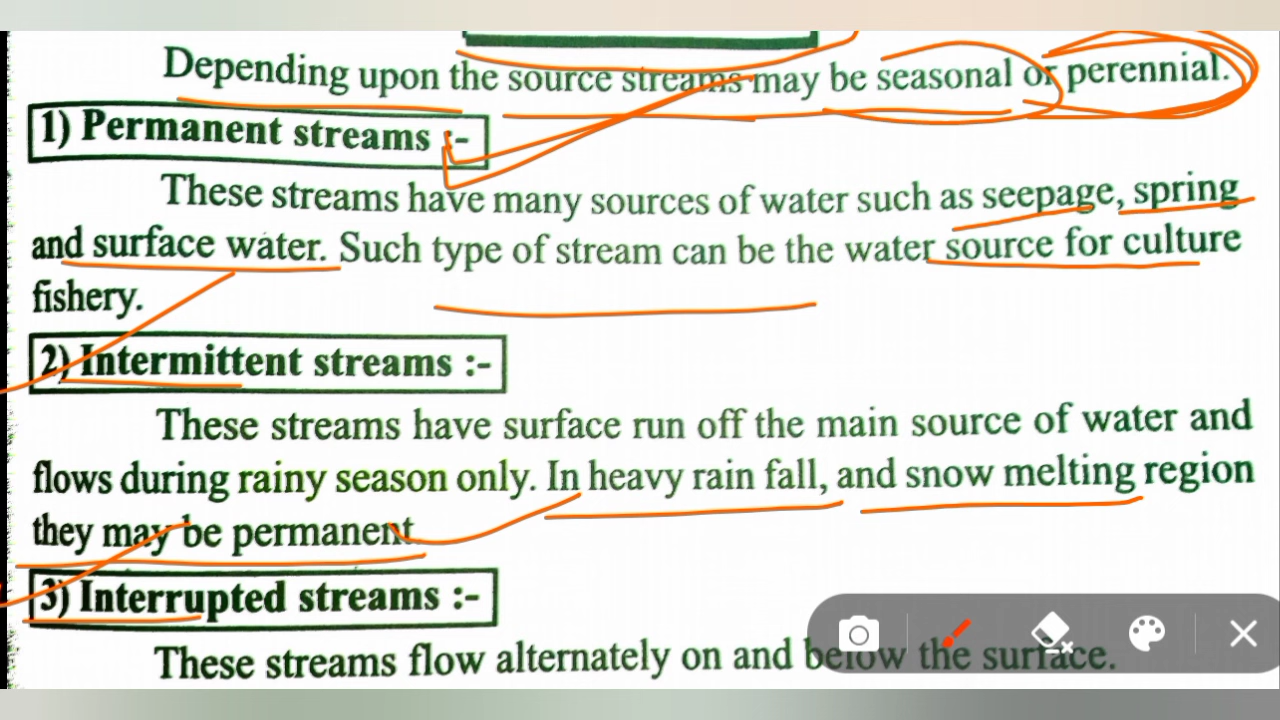 Depending upon the source streams may be seasonal or perennial.
1) Permanent streams :-
These streams have many sources of water such as seepage, spring
and surface water. Such type of stream can be the water source for culture
fishery.
2) Intermittent streams :-
These streams have surface run off the main source of water and
flows during rainy season only. In heavy rain fall, and snow melting region
they may be permanent
3) Interrupted streams :-
These streams flow alternately on and below the surface.